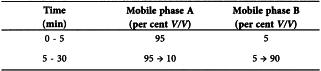 Time Mobile phase A Mobile phase B
(min) (per cent V/V) (per cent V/V)
0 - 5 95 5
5 - 30 95 → 10 5 → 90